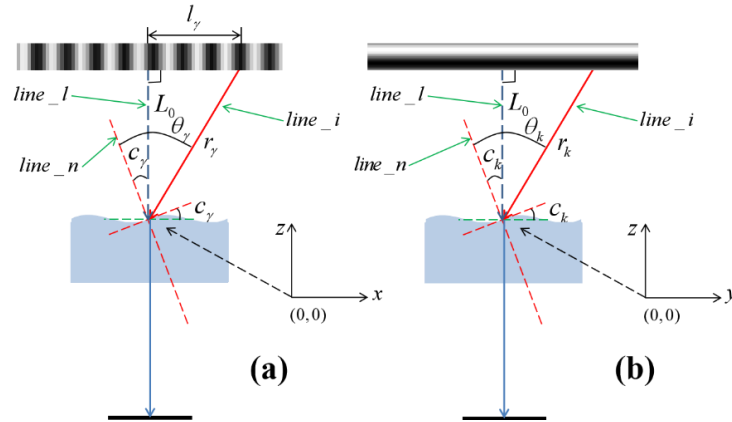 l_γ
line_l
L_0
line_i
θ_γ
line_n
c_γ
r_γ
c_γ
z
x
(0,0)
(a)
line_l
L_0
line_i
θ_k
line_n
c_k
r_k
c_k
z
y
(0,0)
(b)